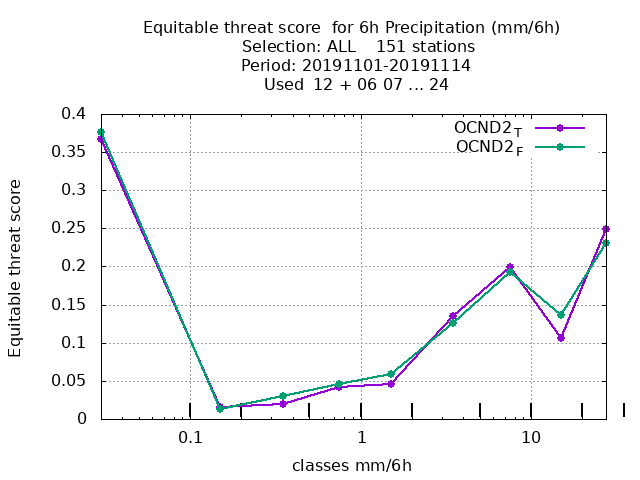 Equitable threat score  for 6h Precipitation (mm/6h)
Selection: ALL    151 stations
Period: 20191101-20191114
Used  12 + 06 07 ... 24
OCND2T
OCND2F
Equitable threat score
0.4
0.35
0.3
0.25
0.2
0.15
0.1
0.05
0
0.1 1 10
classes mm/6h